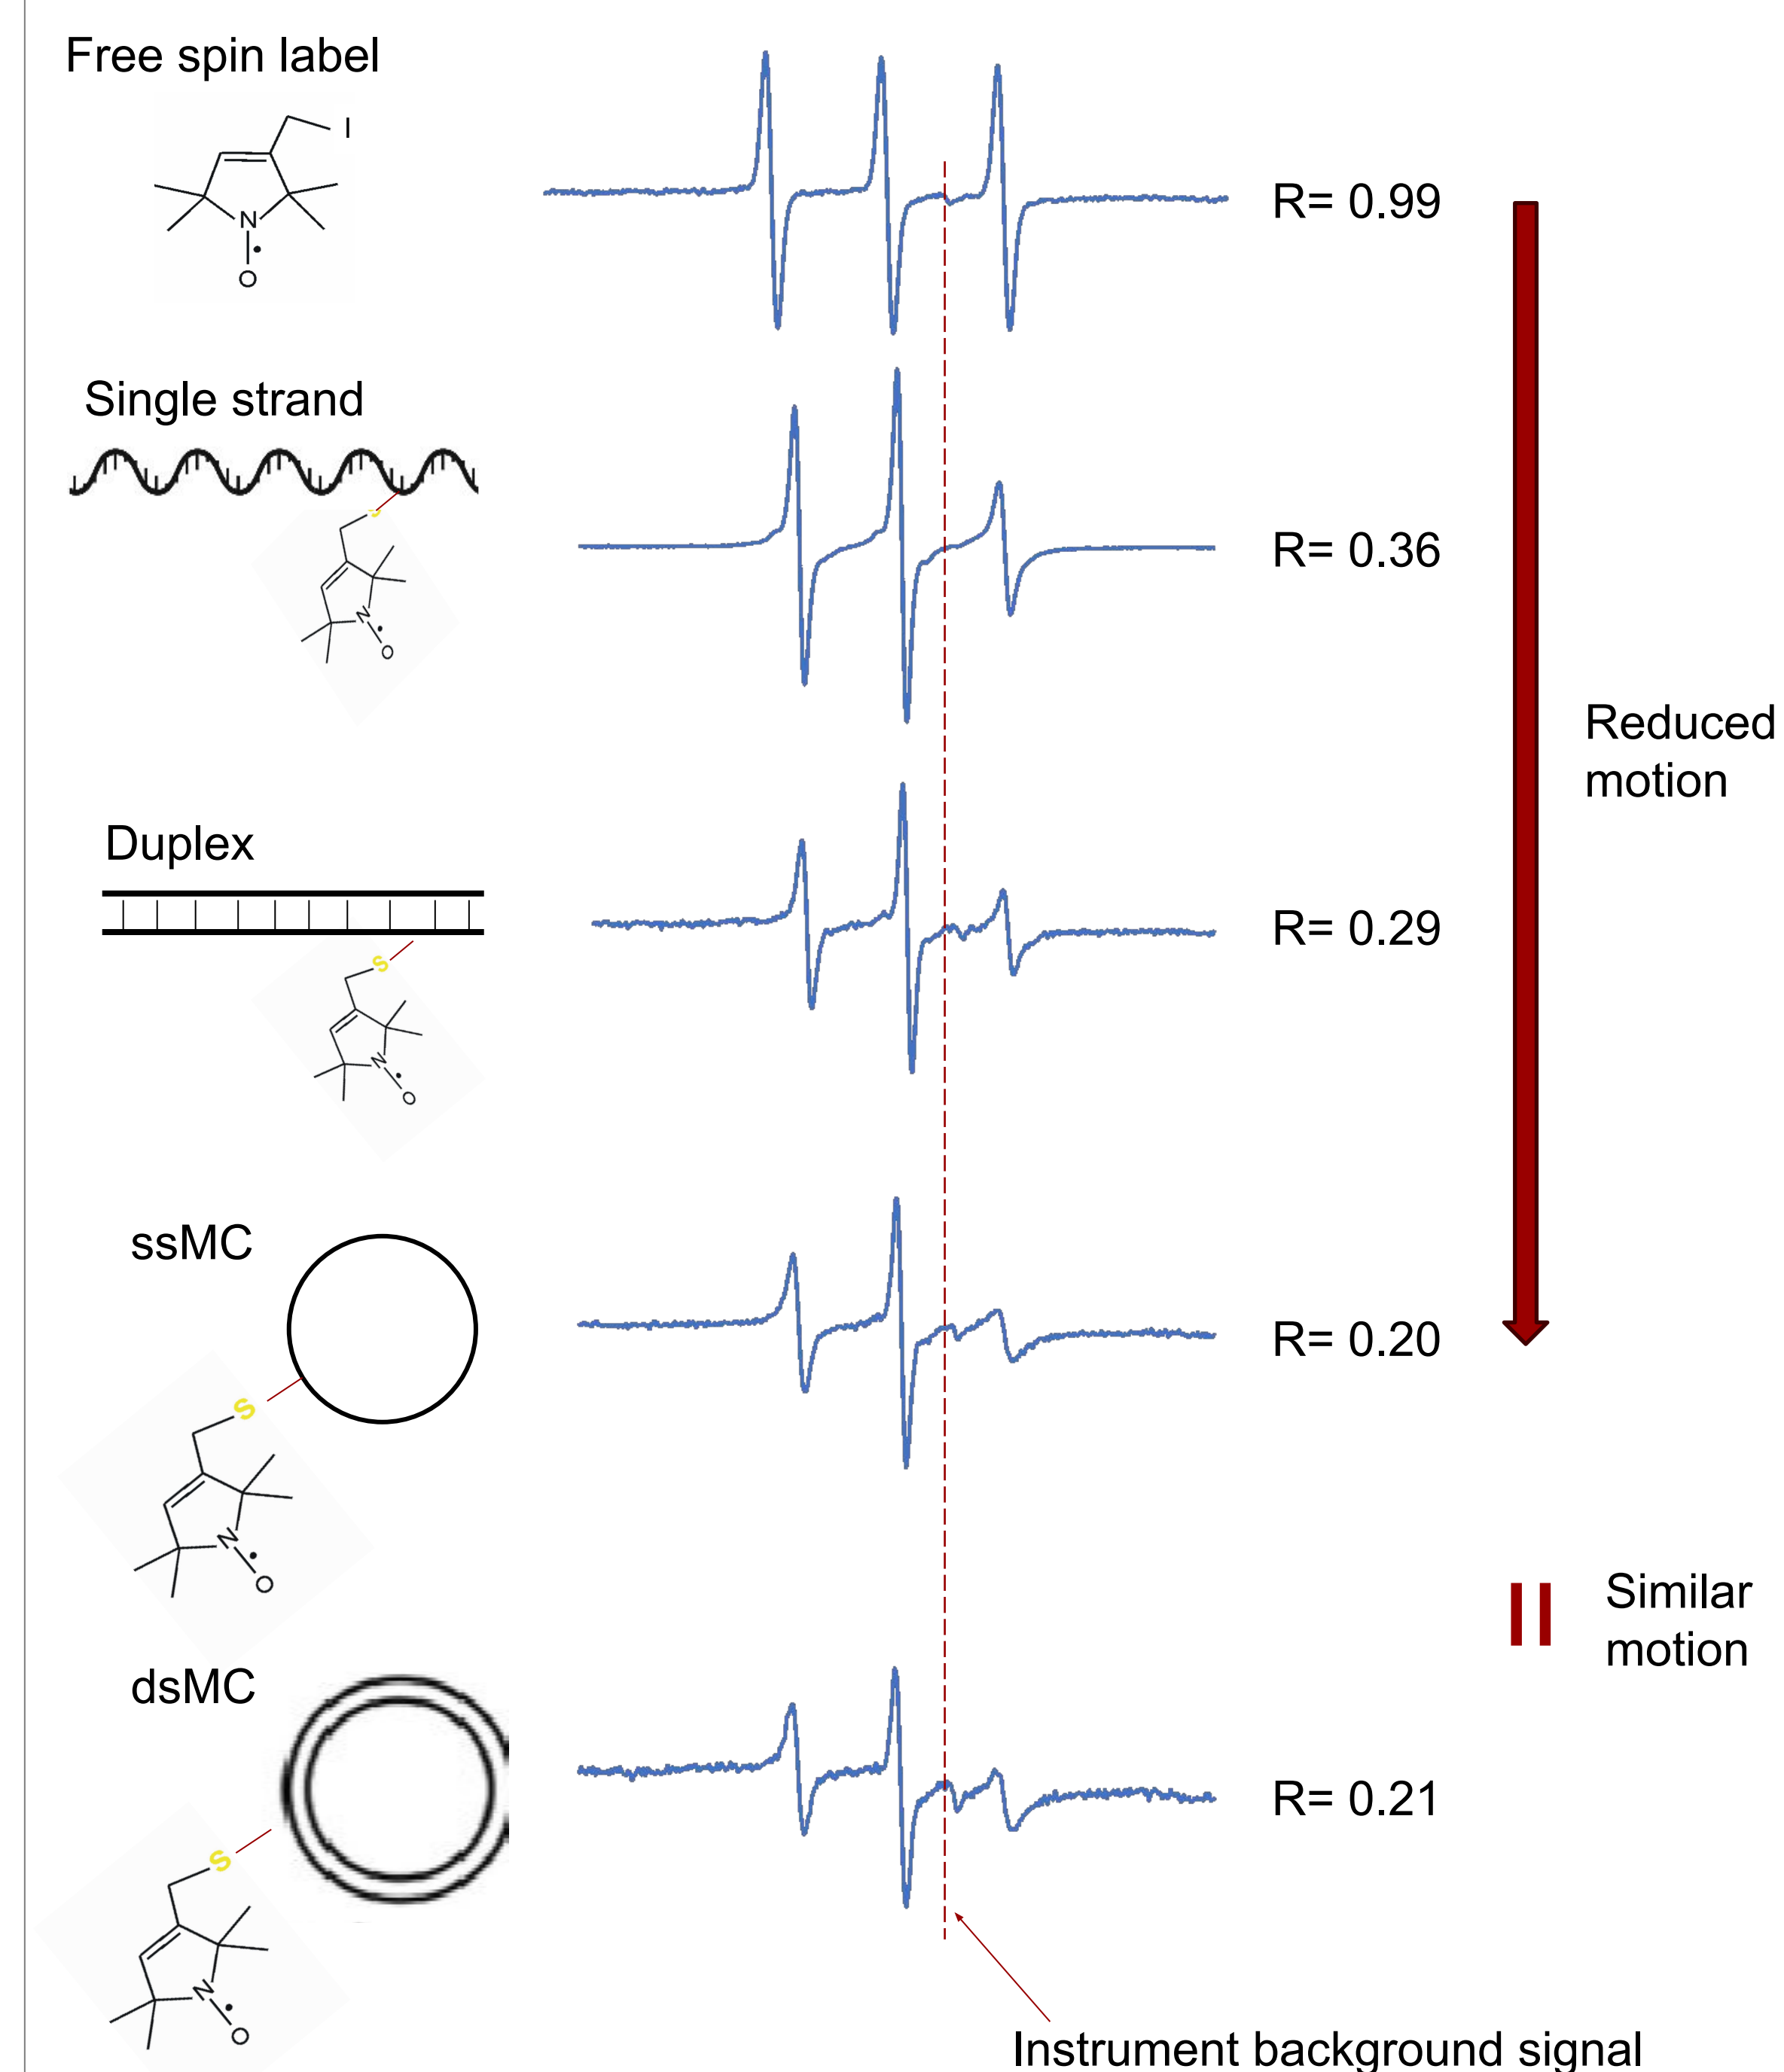 Free spin label
I
N
O
R= 0.99
Single strand
S
N
O
R= 0.36
Reduced
motion
Duplex
S
N
O
R= 0.29
ssMC
S
N
O
R= 0.20
Similar
motion
dsMC
S
N
O
R= 0.21
Instrument background signal